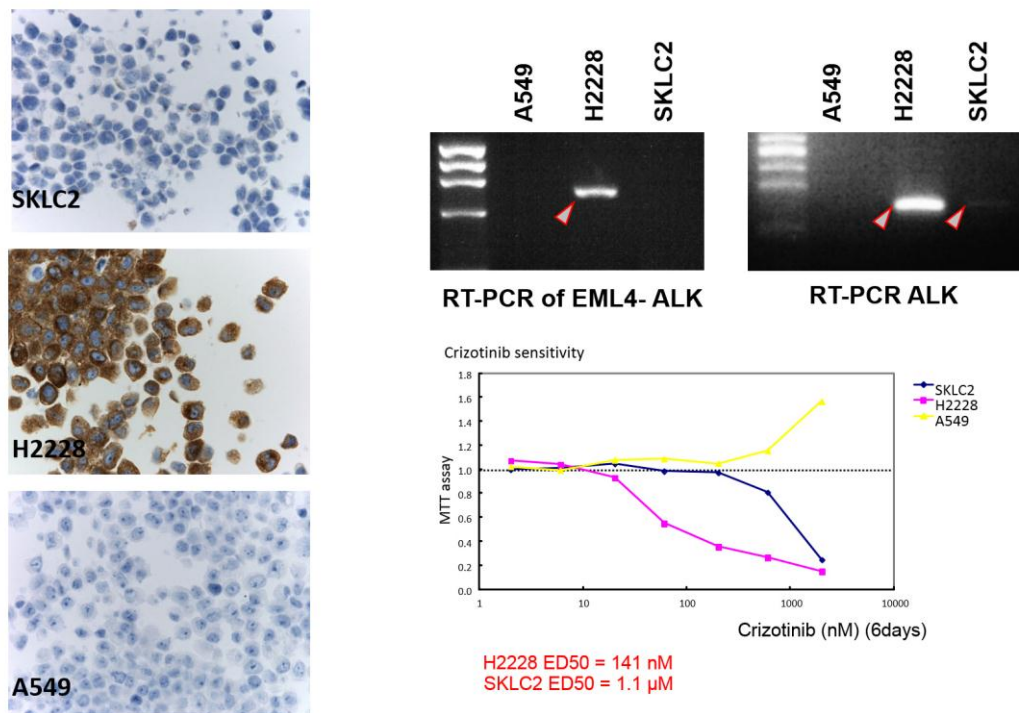 SKLC2
H2228
A549
A549
H2228
SKLC2
RT-PCR of EML4- ALK
A549
H2228
SKLC2
RT-PCR ALK
Crizotinib sensitivity
MTT assay
1.8
1.6
1.4
1.2
1.0
0.8
0.6
0.4
0.2
0.0
1
10
100
1000
10000
SKLC2
H2228
A549
Crizotinib (nM) (6days)
H2228 ED50 = 141 nM
SKLC2 ED50 = 1.1 µM